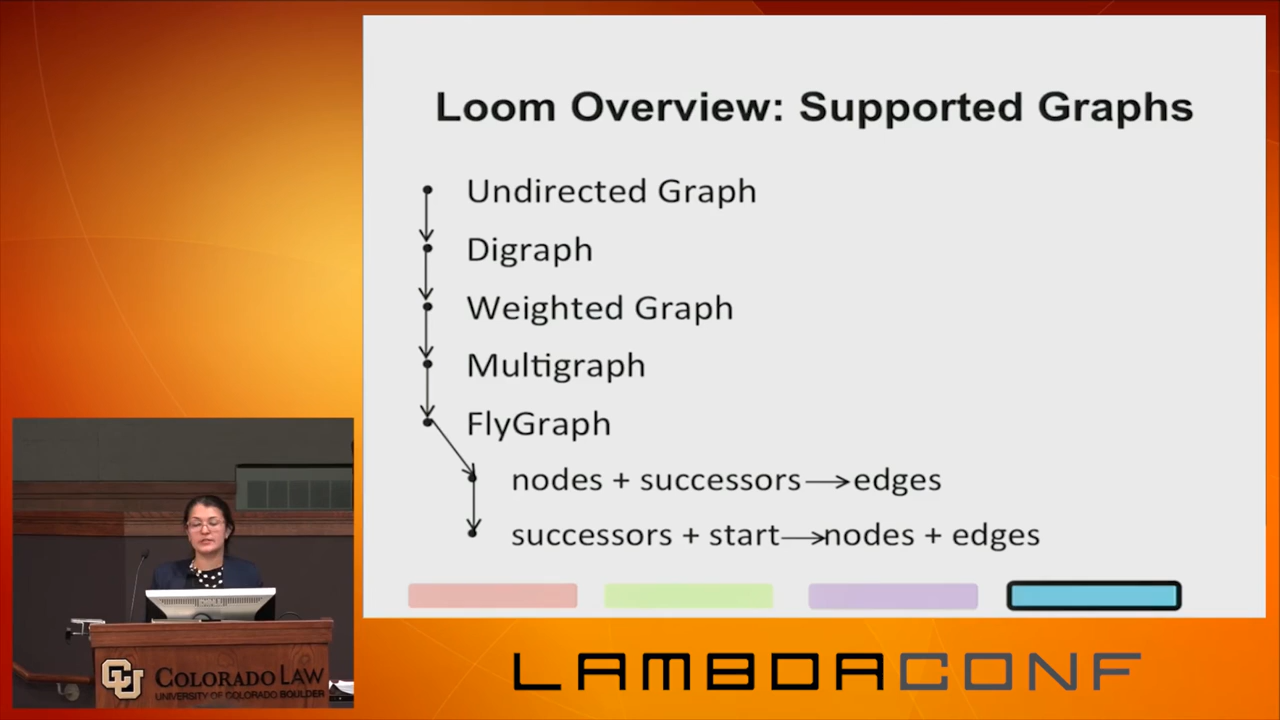 Loom Overview: Supported Graphs
Undirected Graph
Digraph
Weighted Graph
Multigraph
FlyGraph
nodes + successors → edges
successors + start → nodes + edges
CU COLORADO LAW
UNIVERSITY OF COLORADO BOULDER
LAMBDACONF